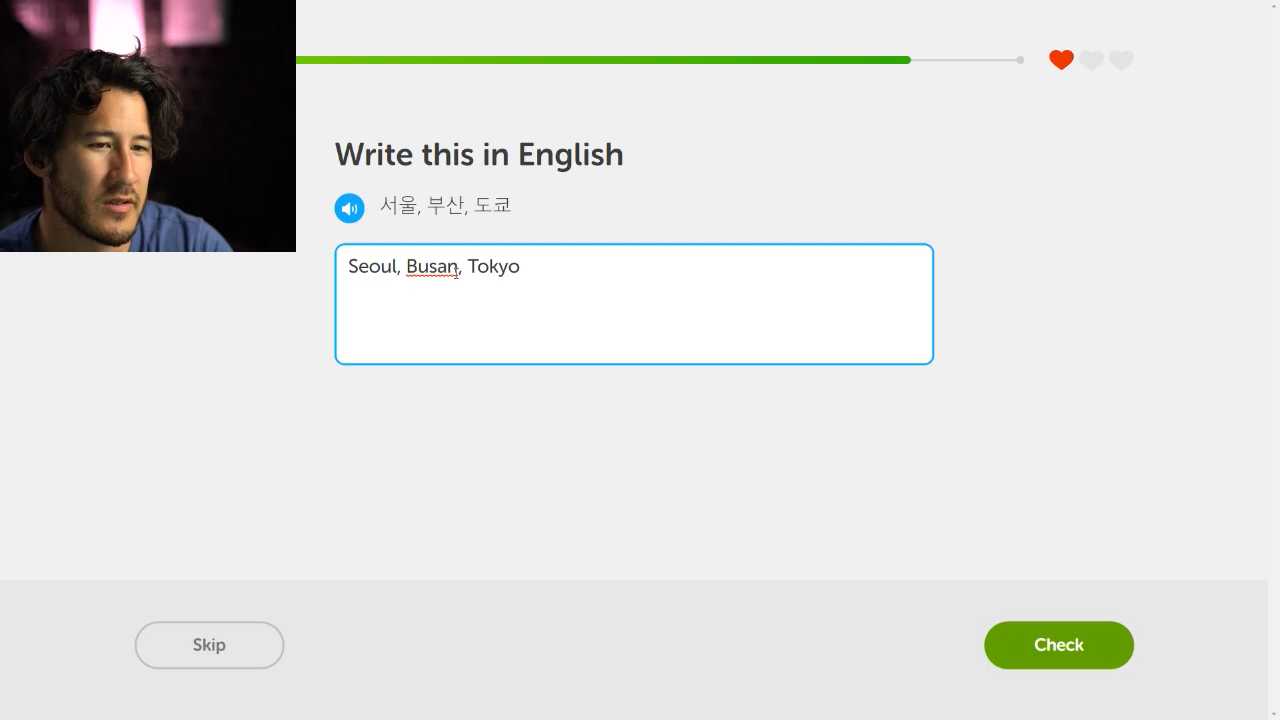 Write this in English
서울, 부산, 도쿄
Seoul, Busan, Tokyo
Skip
Check